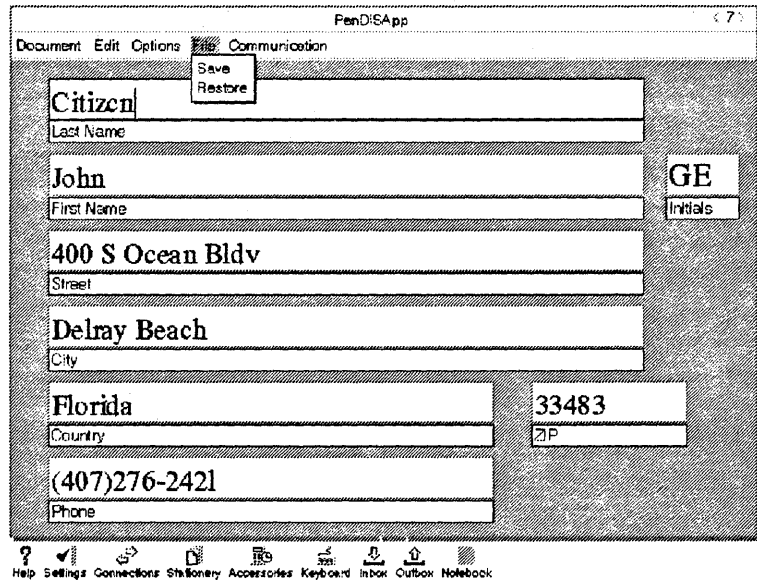 PenDISApp < 7 >
Document Edit Options File Communication
Save
Restore
Citizen
Last Name
John GE
First Name Initials
400 S Ocean Bldv
Street
Delray Beach
City
Florida 33483
Country ZIP
(407)276-2421
Phone
Help Settings Connections Stationery Accessories Keyboard Inbox Outbox Notebook